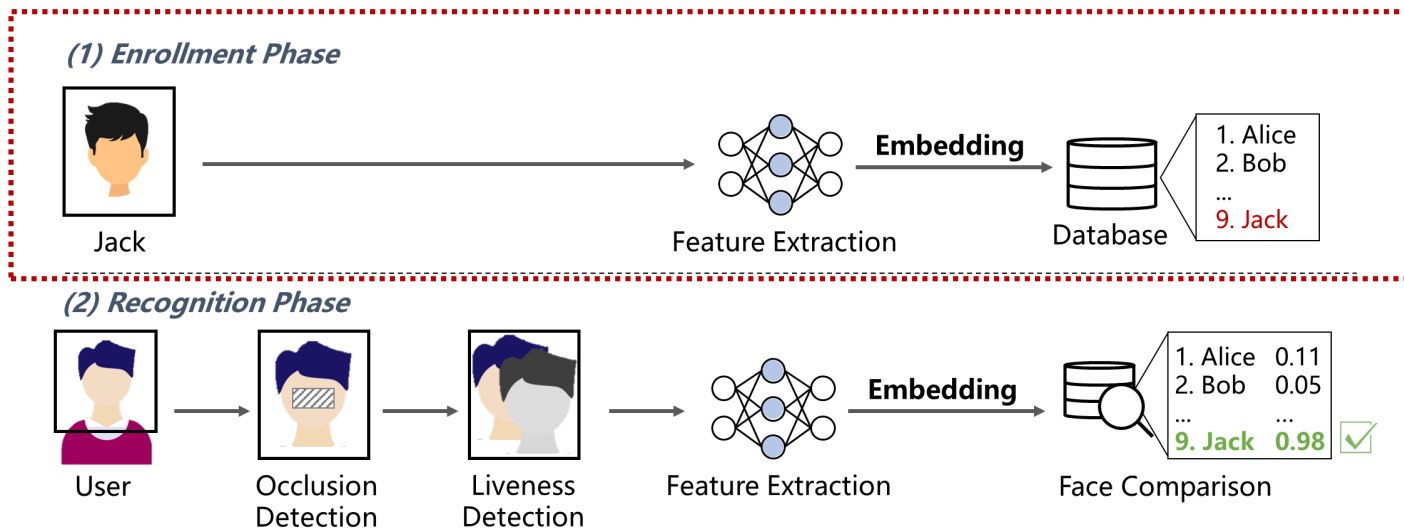 (1) Enrollment Phase
Jack
Feature Extraction
Embedding
Database
1. Alice
2. Bob
...
9. Jack
(2) Recognition Phase
User
Occlusion
Detection
Liveness
Detection
Feature Extraction
Embedding
Face Comparison
1. Alice 0.11
2. Bob 0.05
... ...
9. Jack 0.98